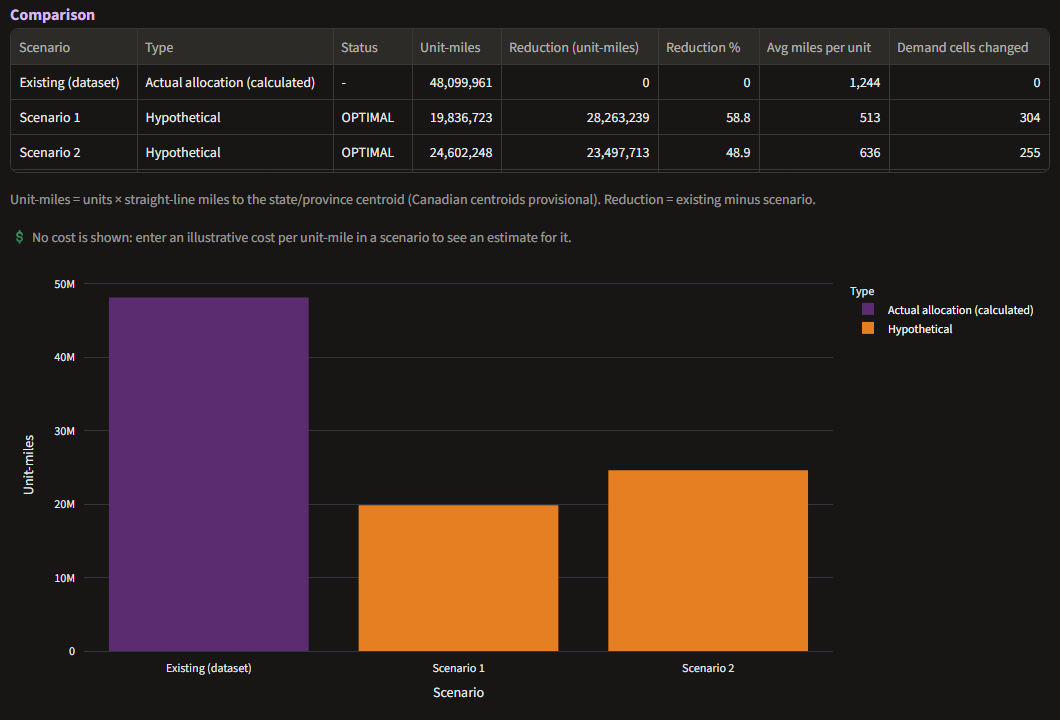 Comparison
Scenario Type Status Unit-miles Reduction (unit-miles) Reduction % Avg miles per unit Demand cells changed
Existing (dataset) Actual allocation (calculated) - 48,099,961 0 0 1,244 0
Scenario 1 Hypothetical OPTIMAL 19,836,723 28,263,239 58.8 513 304
Scenario 2 Hypothetical OPTIMAL 24,602,248 23,497,713 48.9 636 255
Unit-miles = units × straight-line miles to the state/province centroid (Canadian centroids provisional). Reduction = existing minus scenario.
$ No cost is shown: enter an illustrative cost per unit-mile in a scenario to see an estimate for it.
50M
40M
30M
20M
10M
0
Unit-miles
Existing (dataset) Scenario 1 Scenario 2
Scenario
Type
Actual allocation (calculated)
Hypothetical